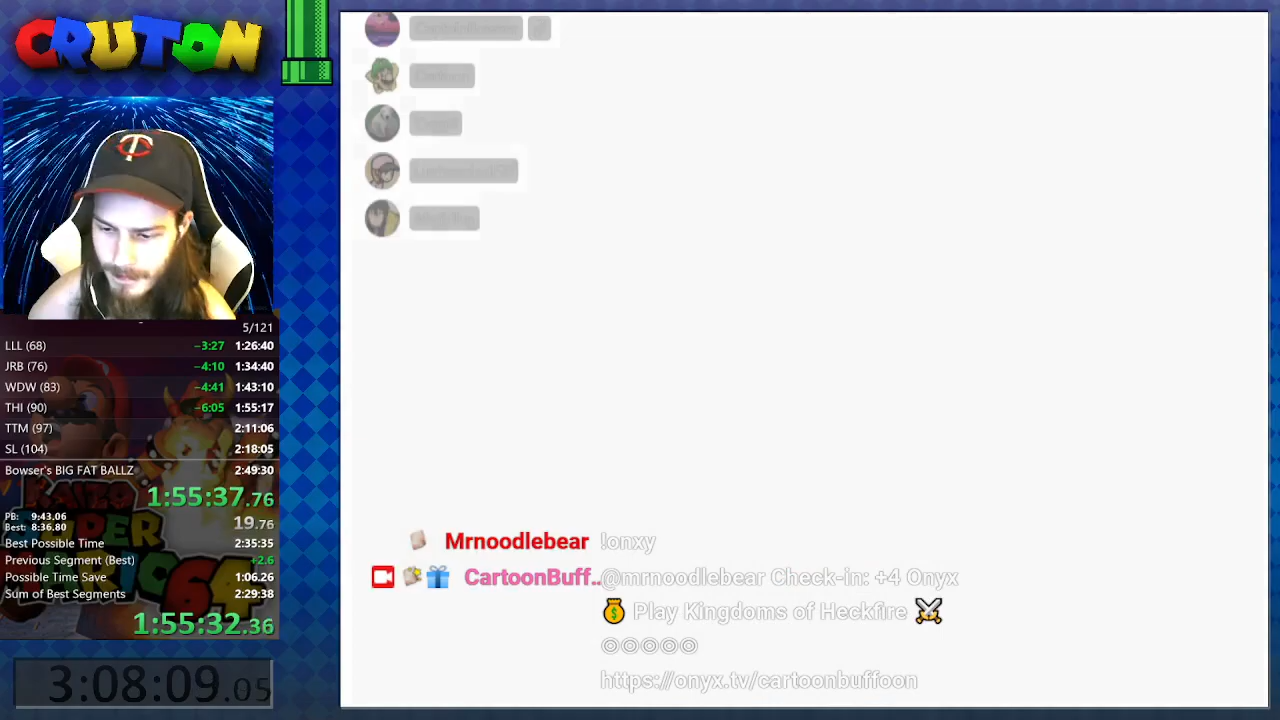 CRUTON
5/121
LLL (68) −3:27 1:26:40
JRB (76) −4:10 1:34:40
WDW (83) −4:41 1:43:10
THI (90) −6:05 1:55:17
TTM (97) 2:11:06
SL (104) 2:18:05
Bowser's BIG FAT BALLZ 2:49:30
1:55:37.76
PB: 9:43.06
Best: 8:36.80
19.76
Best Possible Time 2:35:35
Previous Segment (Best) +2.6
Possible Time Save 1:06.26
Sum of Best Segments 2:29:38
1:55:32.36
3:08:09.05
Mrnoodlebear !onxy
CartoonBuff.. @mrnoodlebear Check-in: +4 Onyx
💰 Play Kingdoms of Heckfire ⚔
◎◎◎◎◎
https://onyx.tv/cartoonbuffoon